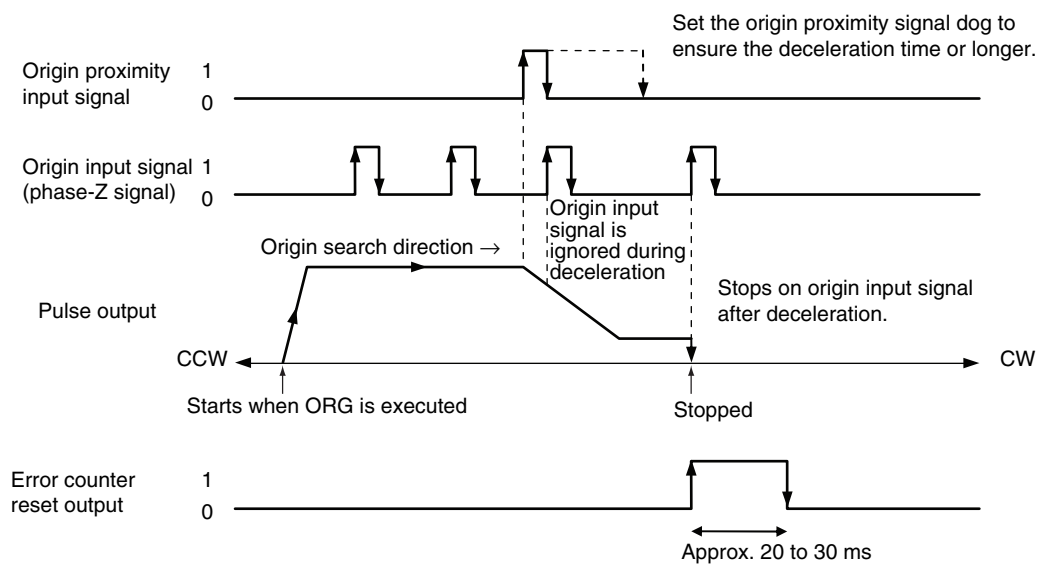 Set the origin proximity signal dog to
ensure the deceleration time or longer.
Origin proximity
input signal
1
0
Origin input signal
(phase-Z signal)
1
0
Origin input
signal is
ignored during
deceleration
Origin search direction →
Pulse output
Stops on origin input signal
after deceleration.
CCW
CW
Starts when ORG is executed
Stopped
Error counter
reset output
1
0
Approx. 20 to 30 ms